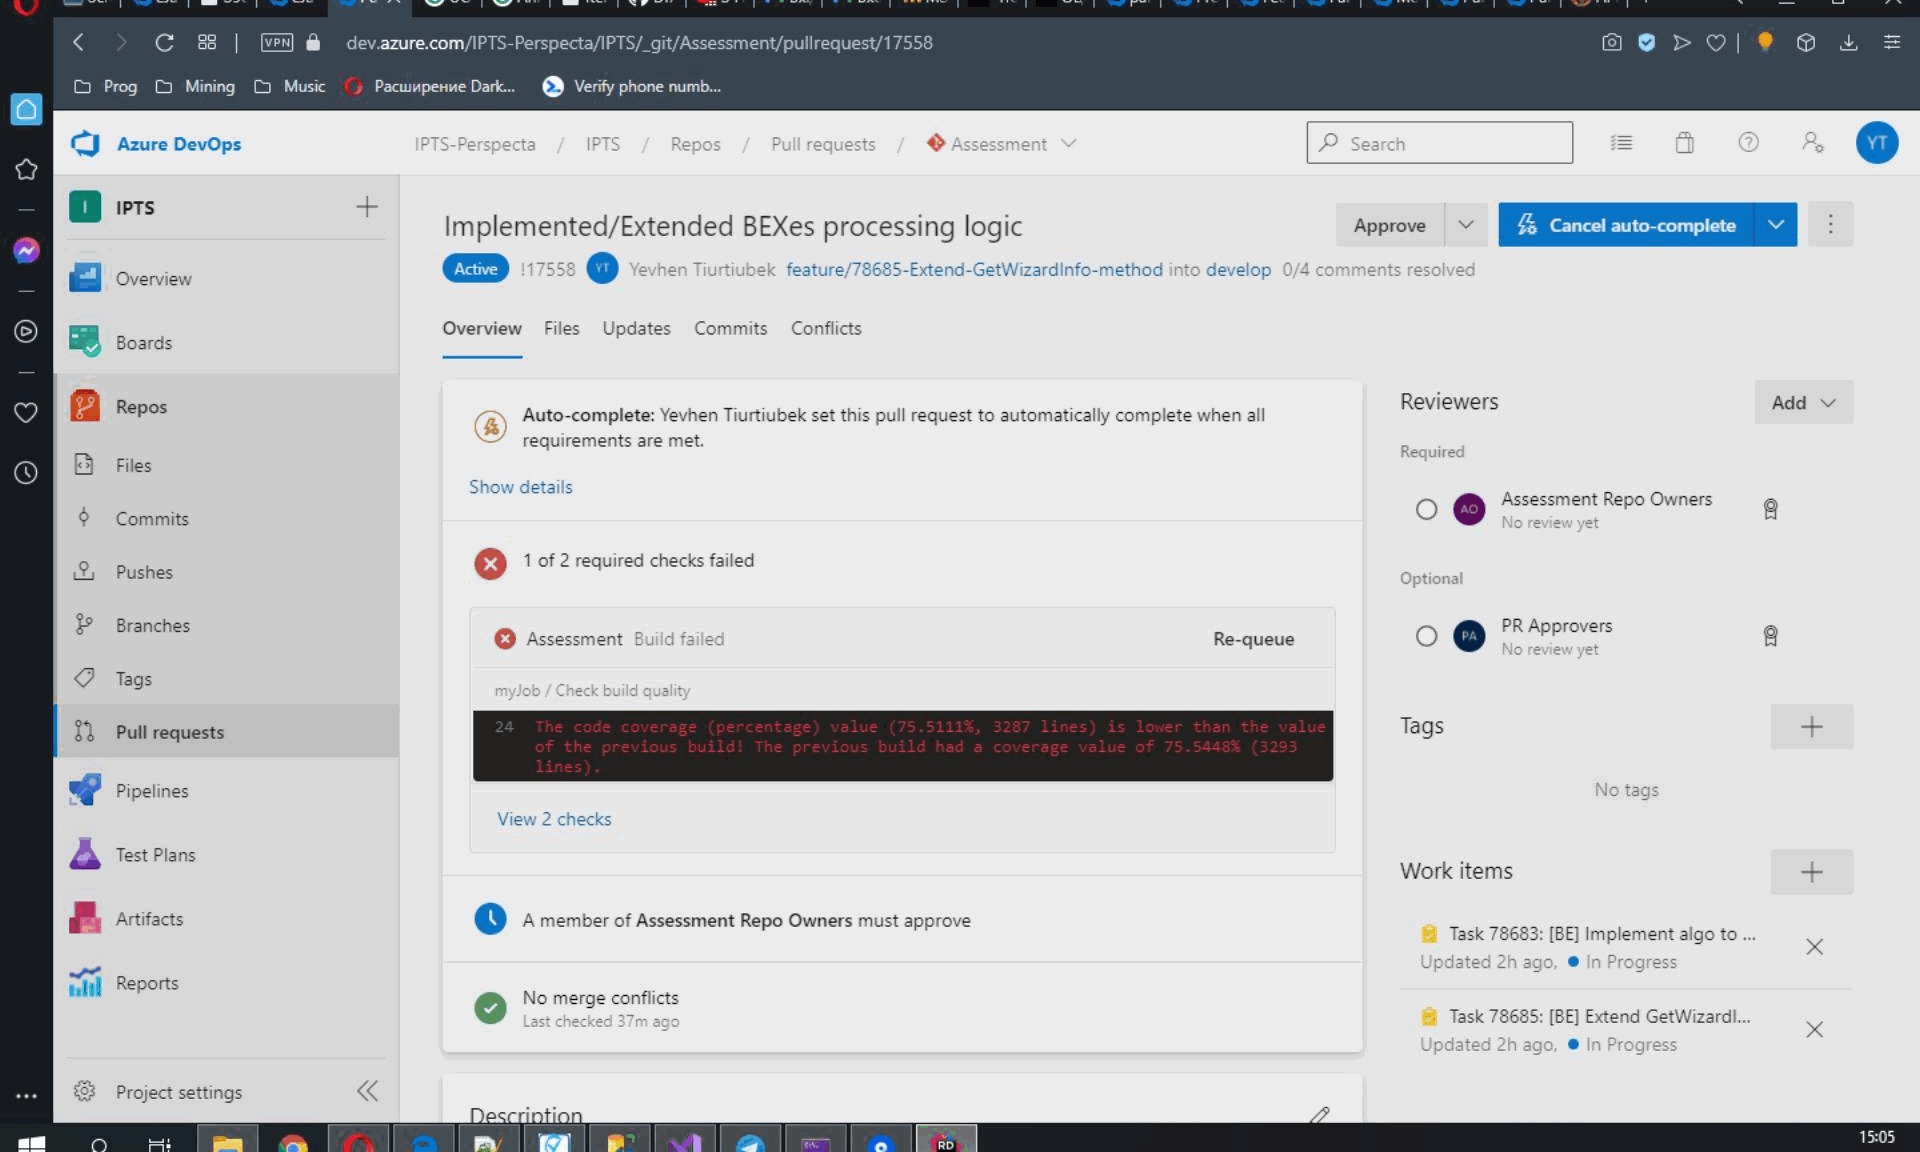 VPN
dev.azure.com/IPTS-Perspecta/IPTS/_git/Assessment/pullrequest/17558
Prog
Mining
Music
Расширение Dark...
Verify phone numb...
Azure DevOps
IPTS-Perspecta / IPTS / Repos / Pull requests / Assessment
Search
YT
I
IPTS
Overview
Boards
Repos
Files
Commits
Pushes
Branches
Tags
Pull requests
Pipelines
Test Plans
Artifacts
Reports
Project settings
Implemented/Extended BEXes processing logic
Approve
Cancel auto-complete
Active !17558 YT Yevhen Tiurtiubek feature/78685-Extend-GetWizardInfo-method into develop 0/4 comments resolved
Overview
Files
Updates
Commits
Conflicts
Auto-complete: Yevhen Tiurtiubek set this pull request to automatically complete when all
requirements are met.
Show details
1 of 2 required checks failed
Assessment Build failed
Re-queue
myJob / Check build quality
24 The code coverage (percentage) value (75.5111%, 3287 lines) is lower than the value
of the previous build! The previous build had a coverage value of 75.5448% (3293
lines).
View 2 checks
A member of Assessment Repo Owners must approve
No merge conflicts
Last checked 37m ago
Description
Reviewers
Add
Required
AO
Assessment Repo Owners
No review yet
Optional
PA
PR Approvers
No review yet
Tags
No tags
Work items
Task 78683: [BE] Implement algo to ...
Updated 2h ago, In Progress
Task 78685: [BE] Extend GetWizardI...
Updated 2h ago, In Progress
RD
15:05